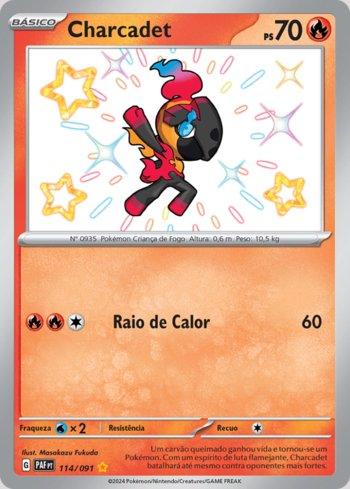 BÁSICO
Charcadet
PS 70
Nº 0935 Pokémon Criança de Fogo Altura: 0,6 m Peso: 10,5 kg
Raio de Calor 60
Fraqueza ×2 Resistência Recuo
Ilust. Masakazu Fukuda
G PAF PT 114/091
Um carvão queimado ganhou vida e tornou-se um
Pokémon. Com um espírito de luta flamejante, Charcadet
batalhará até mesmo contra oponentes mais fortes.
©2024 Pokémon/Nintendo/Creatures/GAME FREAK